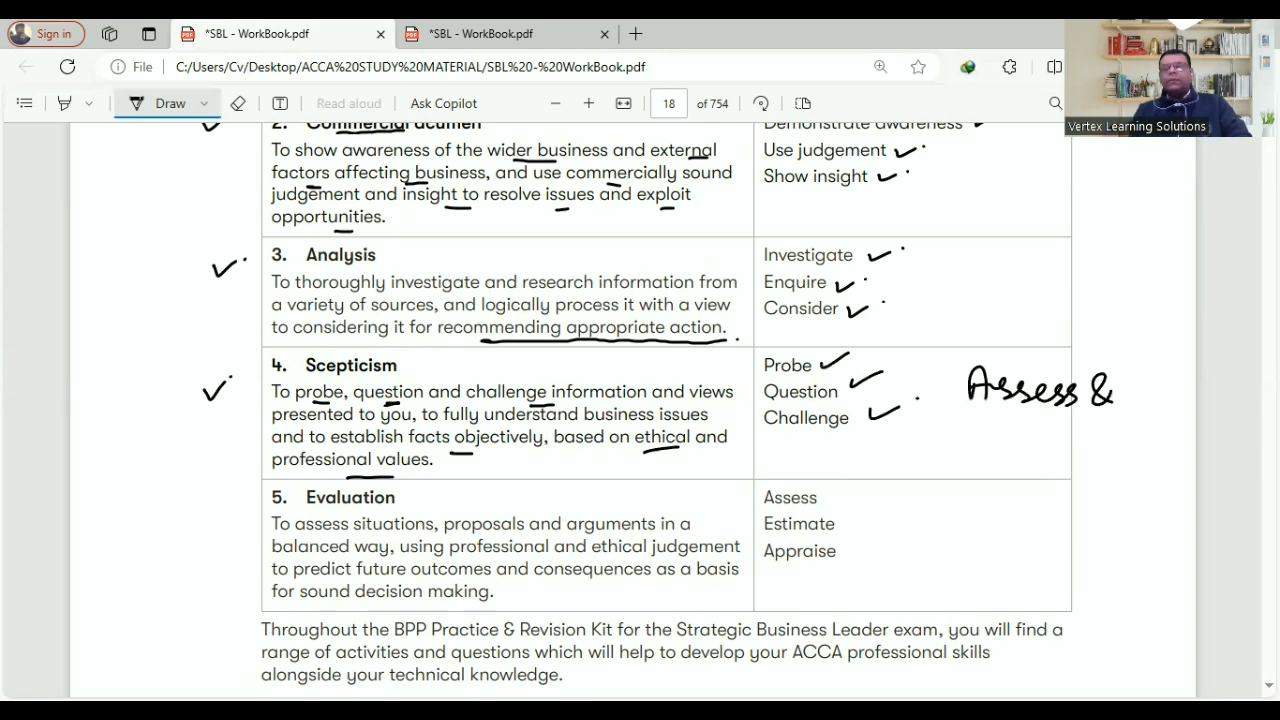 Sign in
*SBL - WorkBook.pdf
*SBL - WorkBook.pdf
File
C:/Users/Cv/Desktop/ACCA%20STUDY%20MATERIAL/SBL%20-%20WorkBook.pdf
Draw
Read aloud
Ask Copilot
18 of 754
Vertex Learning Solutions
2. Commercial acumen
To show awareness of the wider business and external
factors affecting business, and use commercially sound
judgement and insight to resolve issues and exploit
opportunities.
Demonstrate awareness
Use judgement
Show insight
3. Analysis
To thoroughly investigate and research information from
a variety of sources, and logically process it with a view
to considering it for recommending appropriate action.
Investigate
Enquire
Consider
4. Scepticism
To probe, question and challenge information and views
presented to you, to fully understand business issues
and to establish facts objectively, based on ethical and
professional values.
Probe
Question
Challenge
Assess &
5. Evaluation
To assess situations, proposals and arguments in a
balanced way, using professional and ethical judgement
to predict future outcomes and consequences as a basis
for sound decision making.
Assess
Estimate
Appraise
Throughout the BPP Practice & Revision Kit for the Strategic Business Leader exam, you will find a
range of activities and questions which will help to develop your ACCA professional skills
alongside your technical knowledge.